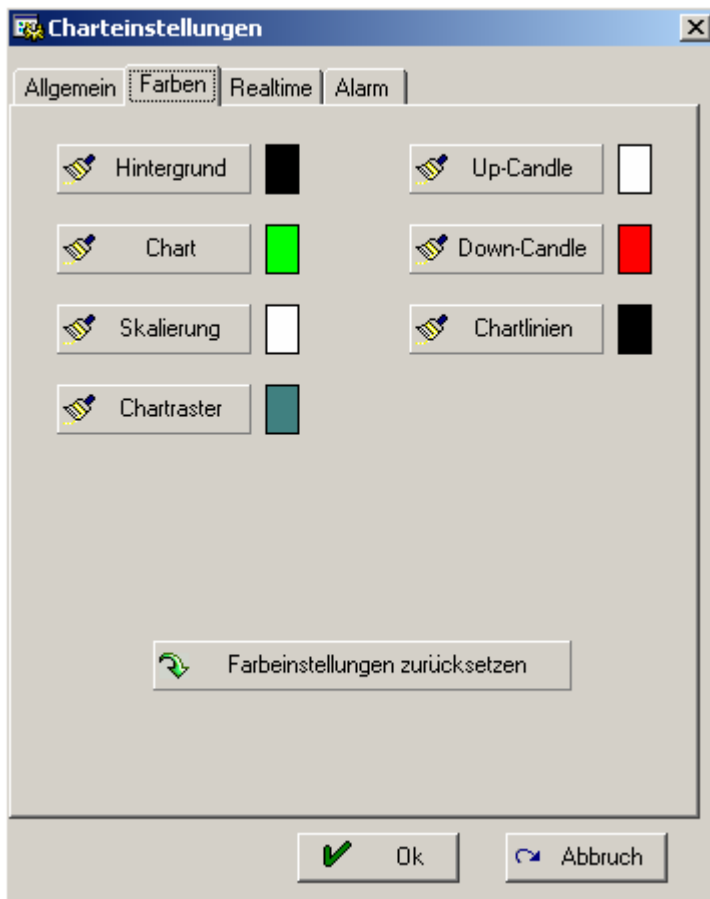 Charteinstellungen
Allgemein Farben Realtime Alarm
Hintergrund Up-Candle
Chart Down-Candle
Skalierung Chartlinien
Chartraster
Farbeinstellungen zurücksetzen
Ok Abbruch